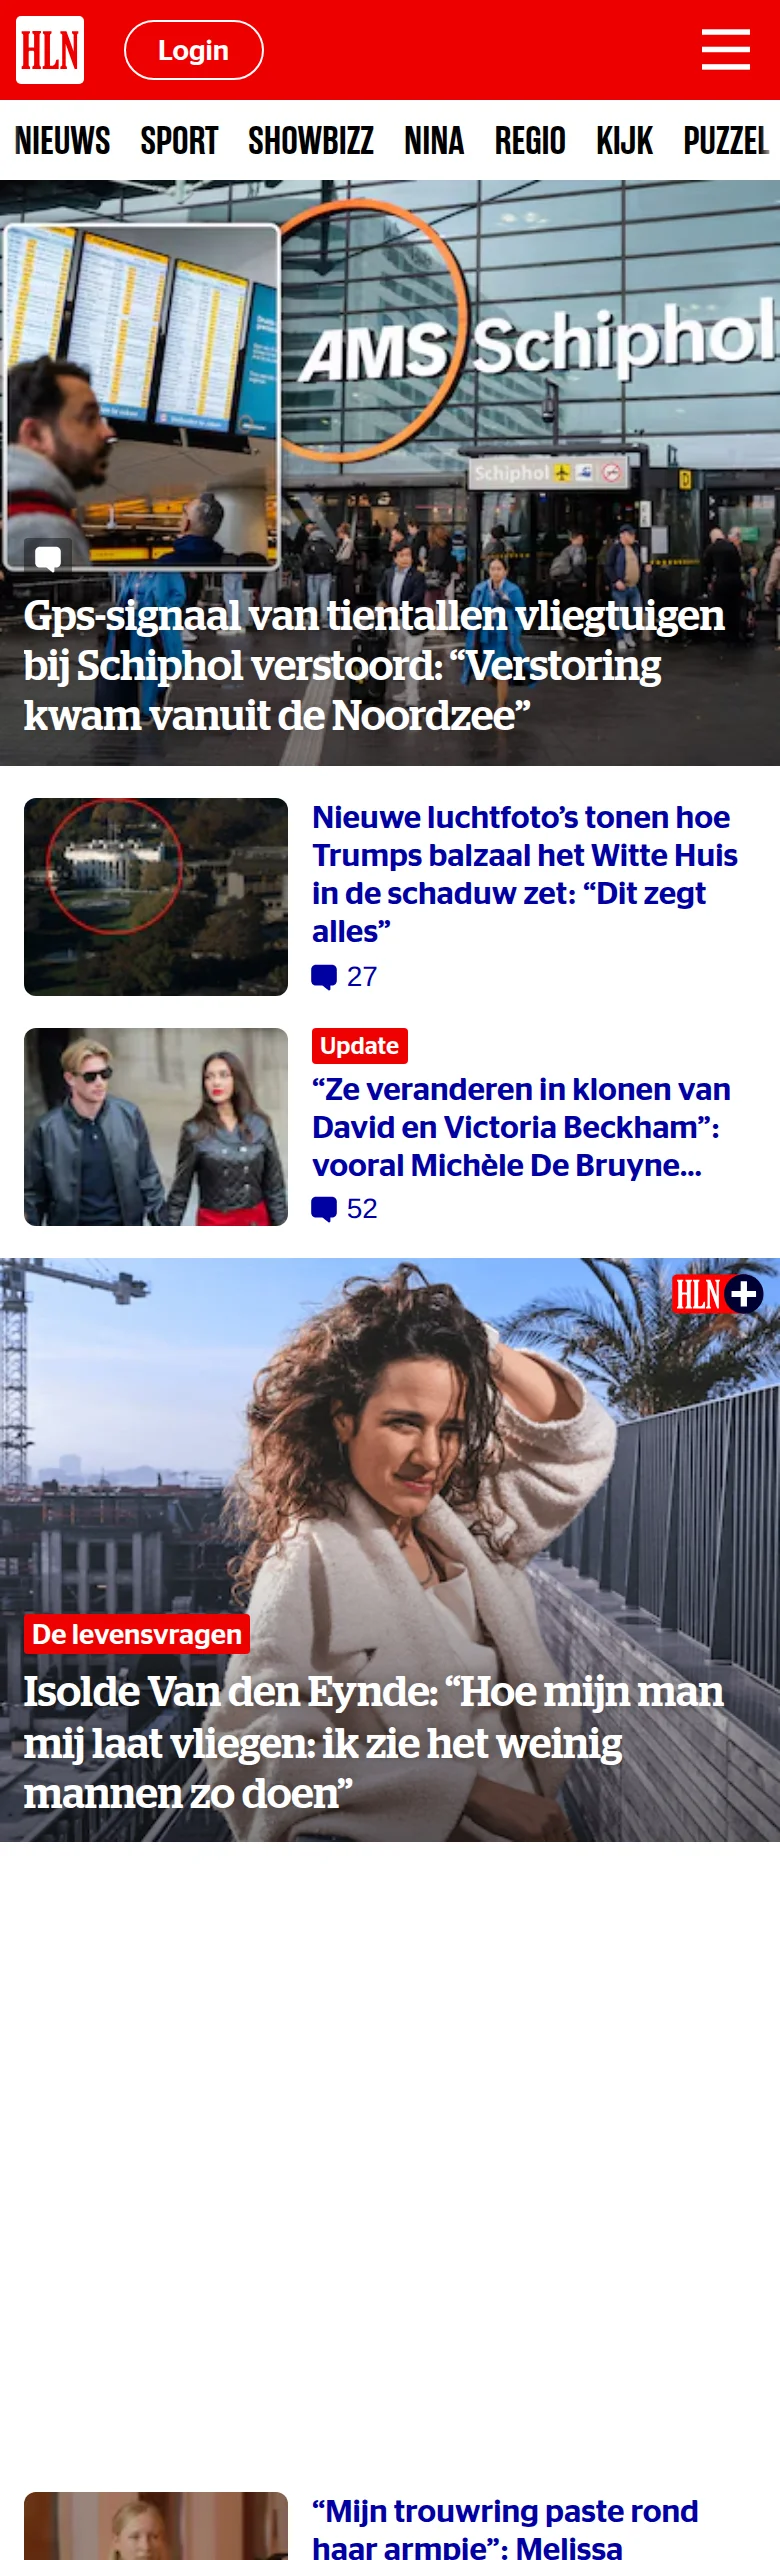 HLN
Login
NIEUWS SPORT SHOWBIZZ NINA REGIO KIJK PUZZEL
AMS Schiphol
Schiphol
D
Gps-signaal van tientallen vliegtuigen
bij Schiphol verstoord: “Verstoring
kwam vanuit de Noordzee”
Nieuwe luchtfoto’s tonen hoe
Trumps balzaal het Witte Huis
in de schaduw zet: “Dit zegt
alles”
27
Update
“Ze veranderen in klonen van
David en Victoria Beckham”:
vooral Michèle De Bruyne...
52
HLN+
De levensvragen
Isolde Van den Eynde: “Hoe mijn man
mij laat vliegen: ik zie het weinig
mannen zo doen”
“Mijn trouwring paste rond
haar armpje”: Melissa